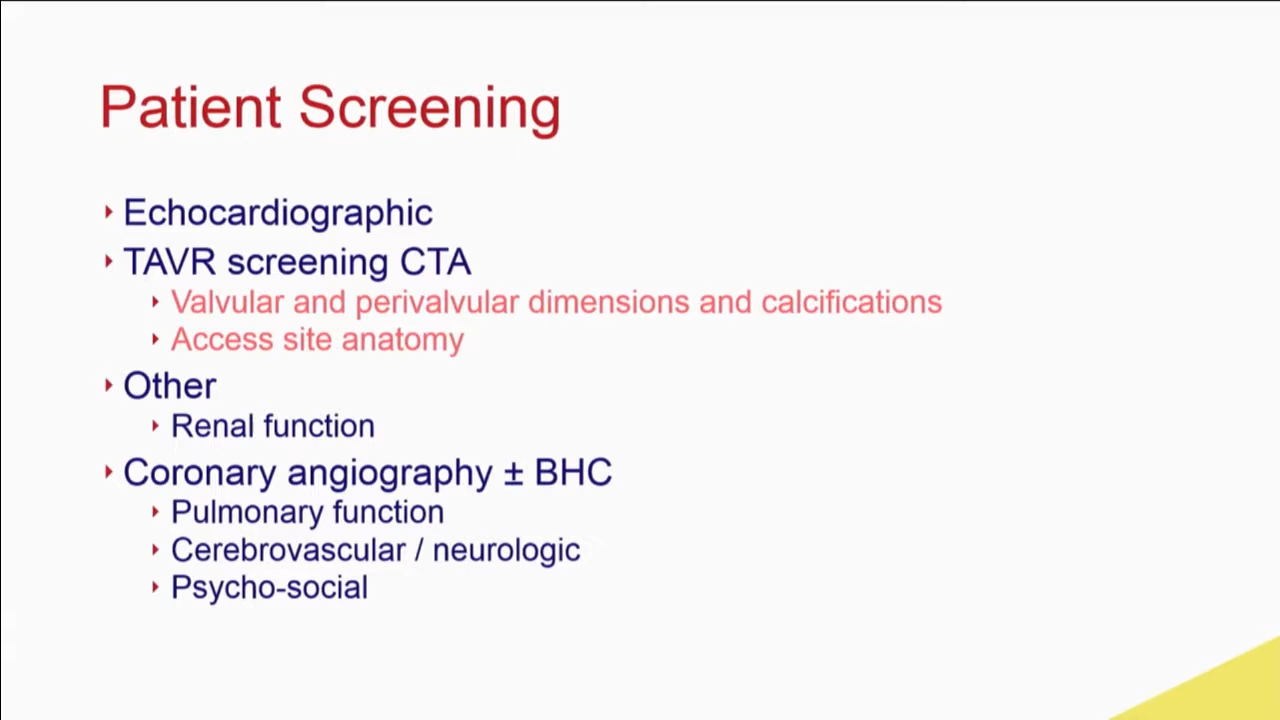 Patient Screening
Echocardiographic
TAVR screening CTA
Valvular and perivalvular dimensions and calcifications
Access site anatomy
Other
Renal function
Coronary angiography ± BHC
Pulmonary function
Cerebrovascular / neurologic
Psycho-social